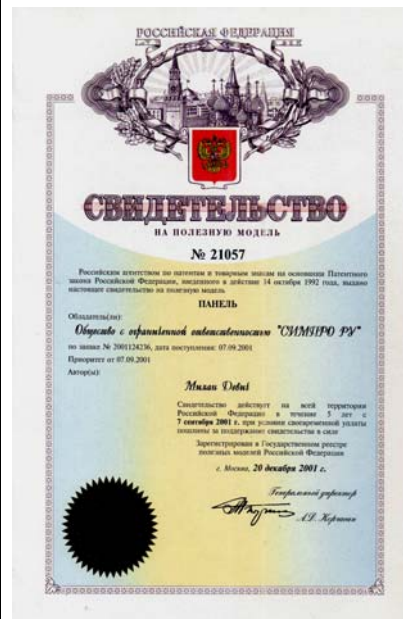 РОССИЙСКАЯ ФЕДЕРАЦИЯ
СВИДЕТЕЛЬСТВО
НА ПОЛЕЗНУЮ МОДЕЛЬ
№ 21057
Российским агентством по патентам и товарным знакам на основании Патентного
закона Российской Федерации, введенного в действие 14 октября 1992 года, выдано
настоящее свидетельство на полезную модель
ПАНЕЛЬ
Обладатель(ли):
Общество с ограниченной ответственностью "СИМПРО РУ"
по заявке № 2001124236, дата поступления: 07.09.2001
Приоритет от 07.09.2001
Автор(ы):
Милан Девић
Свидетельство действует на всей территории
Российской Федерации в течение 5 лет с
7 сентября 2001 г. при условии своевременной уплаты
пошлины за поддержание свидетельства в силе
Зарегистрирован в Государственном реестре
полезных моделей Российской Федерации
г. Москва, 20 декабря 2001 г.
Генеральный директор
А.Д. Корчагин